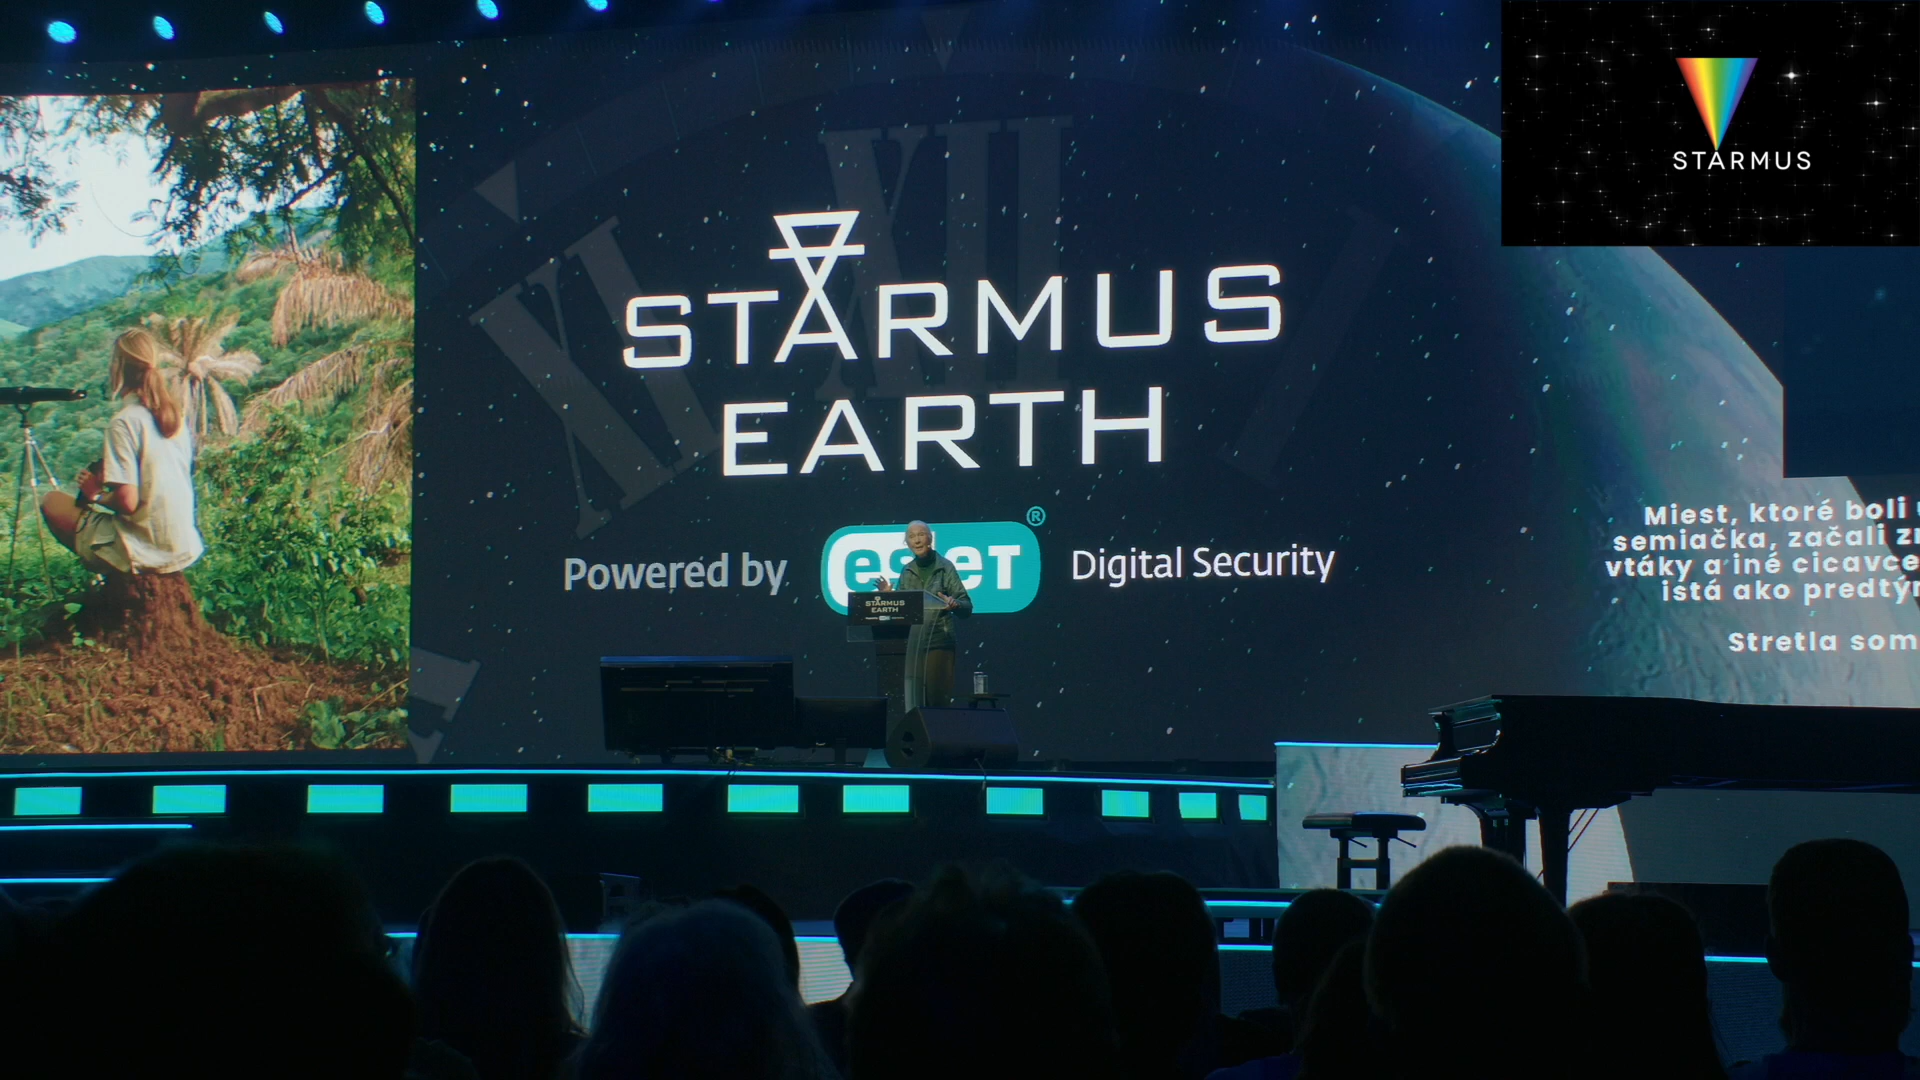 STARMUS
STARMUS
EARTH
Powered by eset® Digital Security
STARMUS
EARTH
Miest, ktoré boli
semiačka, začali
vtáky a iné cicavce
istá ako predtým
Stretla som